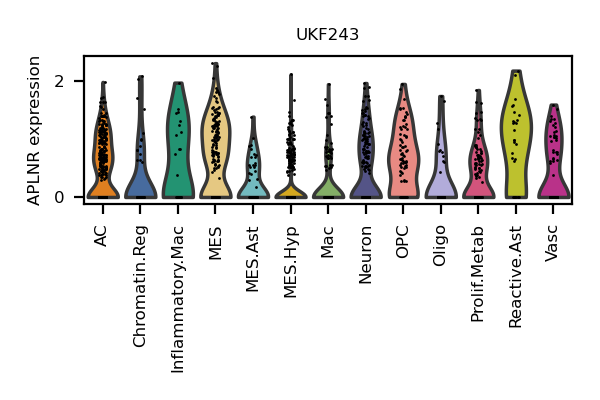 UKF243
APLNR expression
2
0
AC
Chromatin.Reg
Inflammatory.Mac
MES
MES.Ast
MES.Hyp
Mac
Neuron
OPC
Oligo
Prolif.Metab
Reactive.Ast
Vasc